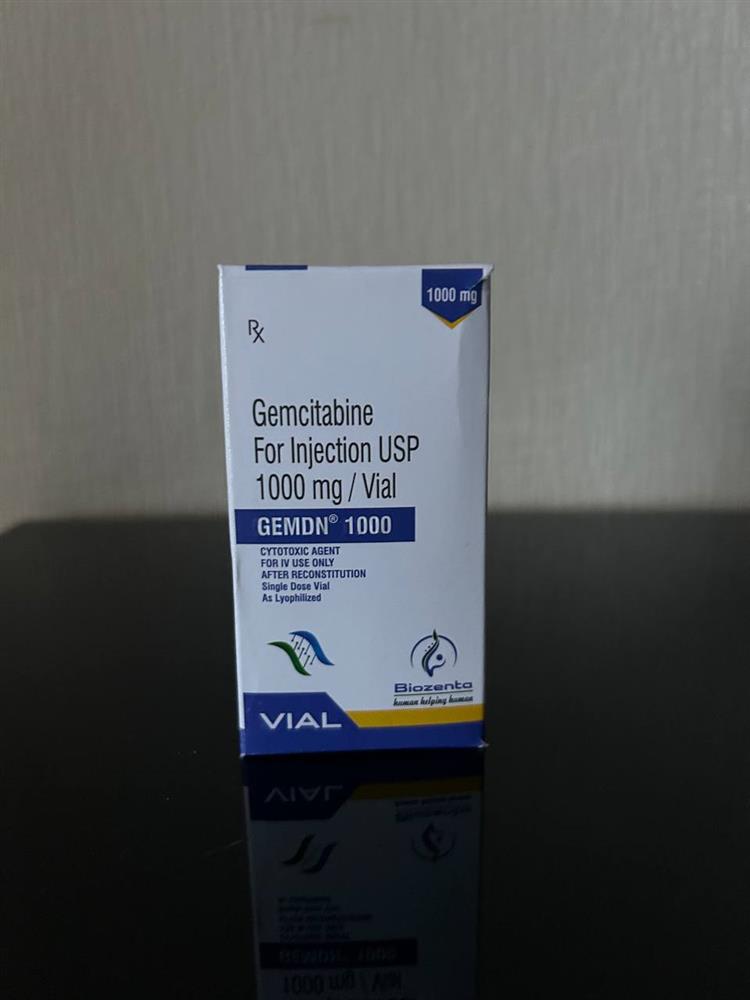 1000 mg
Rx
Gemcitabine
For Injection USP
1000 mg / Vial
GEMDN® 1000
CYTOTOXIC AGENT
FOR IV USE ONLY
AFTER RECONSTITUTION
Single Dose Vial
As Lyophilized
Biozenta
human helping human
VIAL